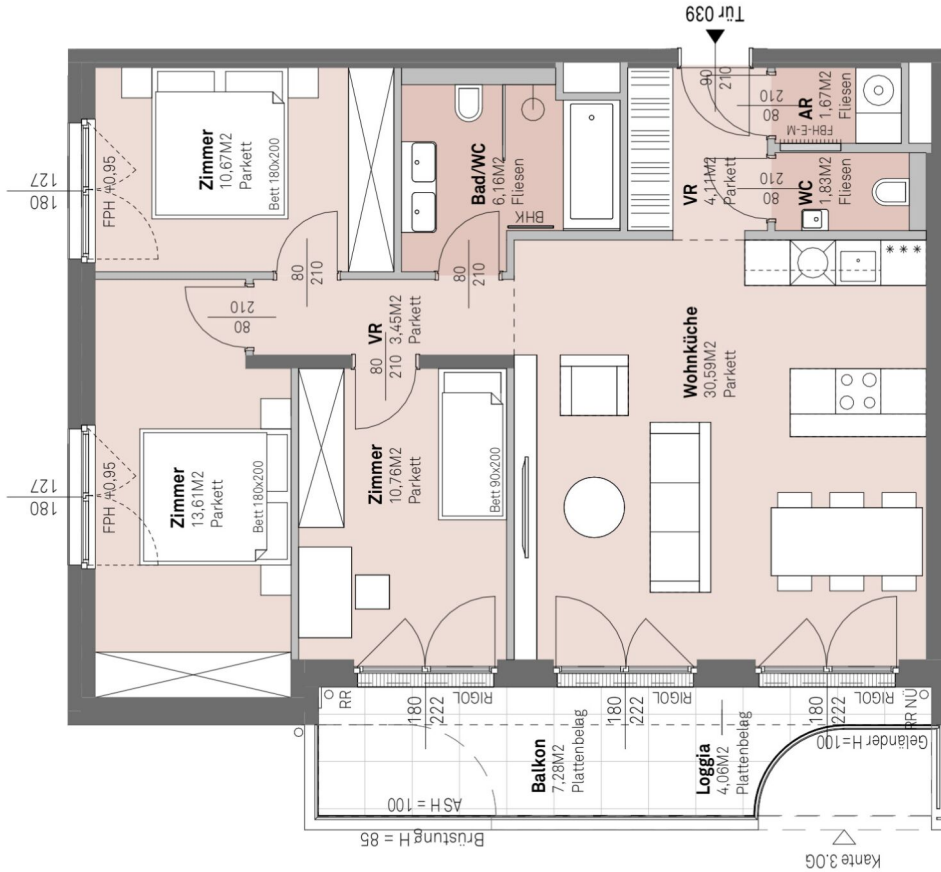 Tür 039
90
210
80
210
AR
1,67M2
Fliesen
FBH-E-M
VR
4,11M2
Parkett
80
210
WC
1,83M2
Fliesen
Bad/WC
6,16M2
Fliesen
BHK
80
210
Zimmer
10,67M2
Parkett
Bett 180x200
FPH +0,95
127
180
80
210
80
210
VR
3,45M2
Parkett
80
210
Zimmer
13,61M2
Parkett
Bett 180x200
FPH +0,95
127
180
Zimmer
10,76M2
Parkett
Bett 90x200
Wohnküche
30,59M2
Parkett
***
RR
RIGOL
180
222
RIGOL
180
222
RIGOL
180
222
RR NÜ
Geländer H=100
Balkon
7,28M2
Plattenbelag
Loggia
4,06M2
Plattenbelag
ASH = 100
Brüstung H = 85
Kante 3.OG